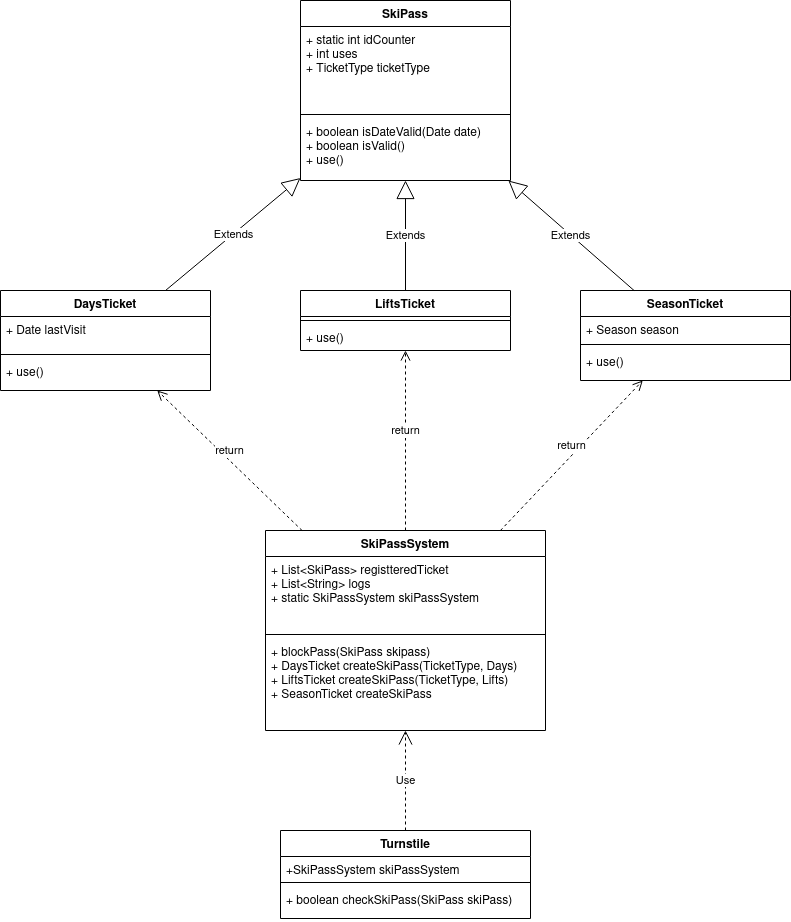 SkiPass
+ static int idCounter
+ int uses
+ TicketType ticketType
+ boolean isDateValid(Date date)
+ boolean isValid()
+ use()
Extends
Extends
Extends
DaysTicket
+ Date lastVisit
+ use()
LiftsTicket
+ use()
SeasonTicket
+ Season season
+ use()
return
return
return
SkiPassSystem
+ List<SkiPass> registteredTicket
+ List<String> logs
+ static SkiPassSystem skiPassSystem
+ blockPass(SkiPass skipass)
+ DaysTicket createSkiPass(TicketType, Days)
+ LiftsTicket createSkiPass(TicketType, Lifts)
+ SeasonTicket createSkiPass
Use
Turnstile
+SkiPassSystem skiPassSystem
+ boolean checkSkiPass(SkiPass skiPass)